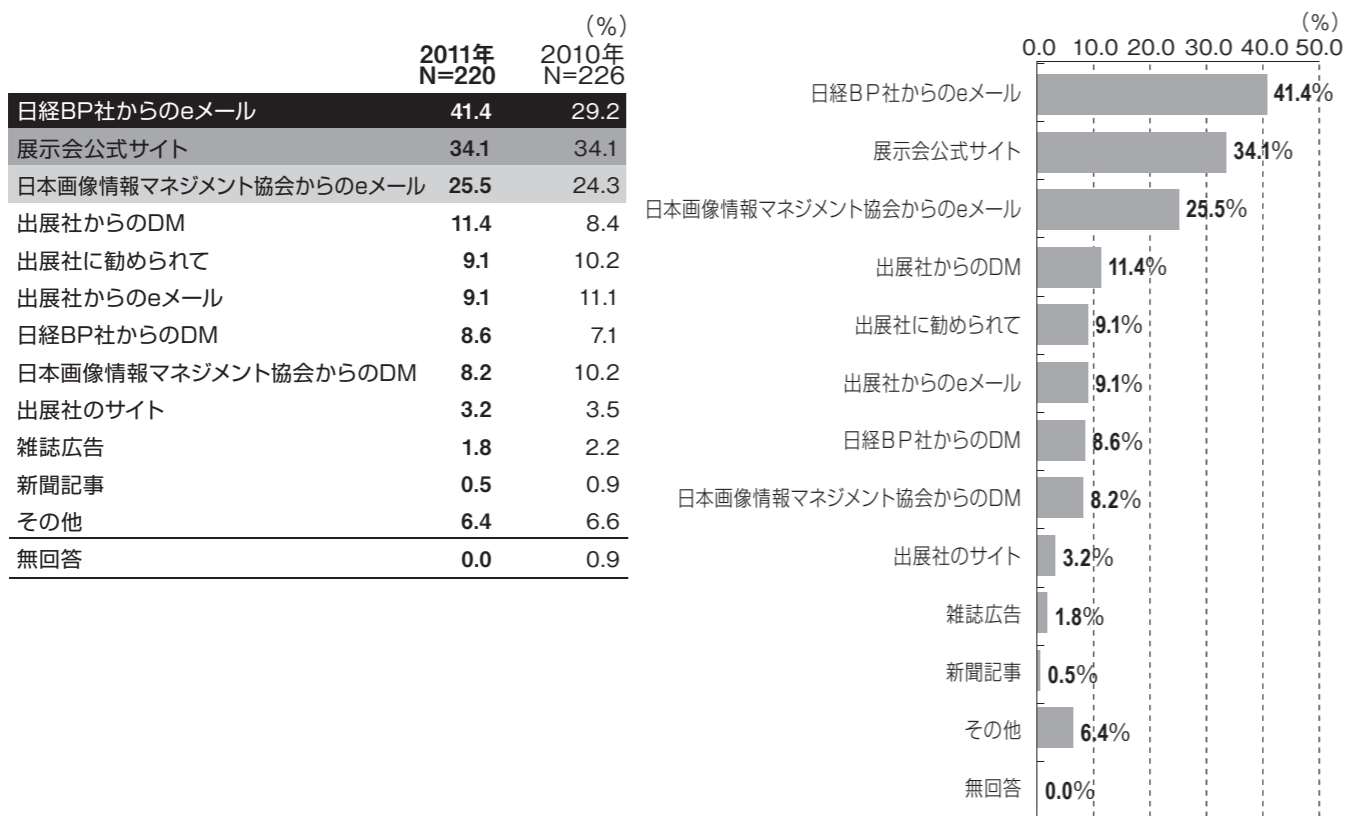 (%)
2011年 2010年
N=220 N=226
日経BP社からのeメール 41.4 29.2
展示会公式サイト 34.1 34.1
日本画像情報マネジメント協会からのeメール 25.5 24.3
出展社からのDM 11.4 8.4
出展社に勧められて 9.1 10.2
出展社からのeメール 9.1 11.1
日経BP社からのDM 8.6 7.1
日本画像情報マネジメント協会からのDM 8.2 10.2
出展社のサイト 3.2 3.5
雑誌広告 1.8 2.2
新聞記事 0.5 0.9
その他 6.4 6.6
無回答 0.0 0.9
(%)
0.0 10.0 20.0 30.0 40.0 50.0
日経BP社からのeメール 41.4%
展示会公式サイト 34.1%
日本画像情報マネジメント協会からのeメール 25.5%
出展社からのDM 11.4%
出展社に勧められて 9.1%
出展社からのeメール 9.1%
日経BP社からのDM 8.6%
日本画像情報マネジメント協会からのDM 8.2%
出展社のサイト 3.2%
雑誌広告 1.8%
新聞記事 0.5%
その他 6.4%
無回答 0.0%